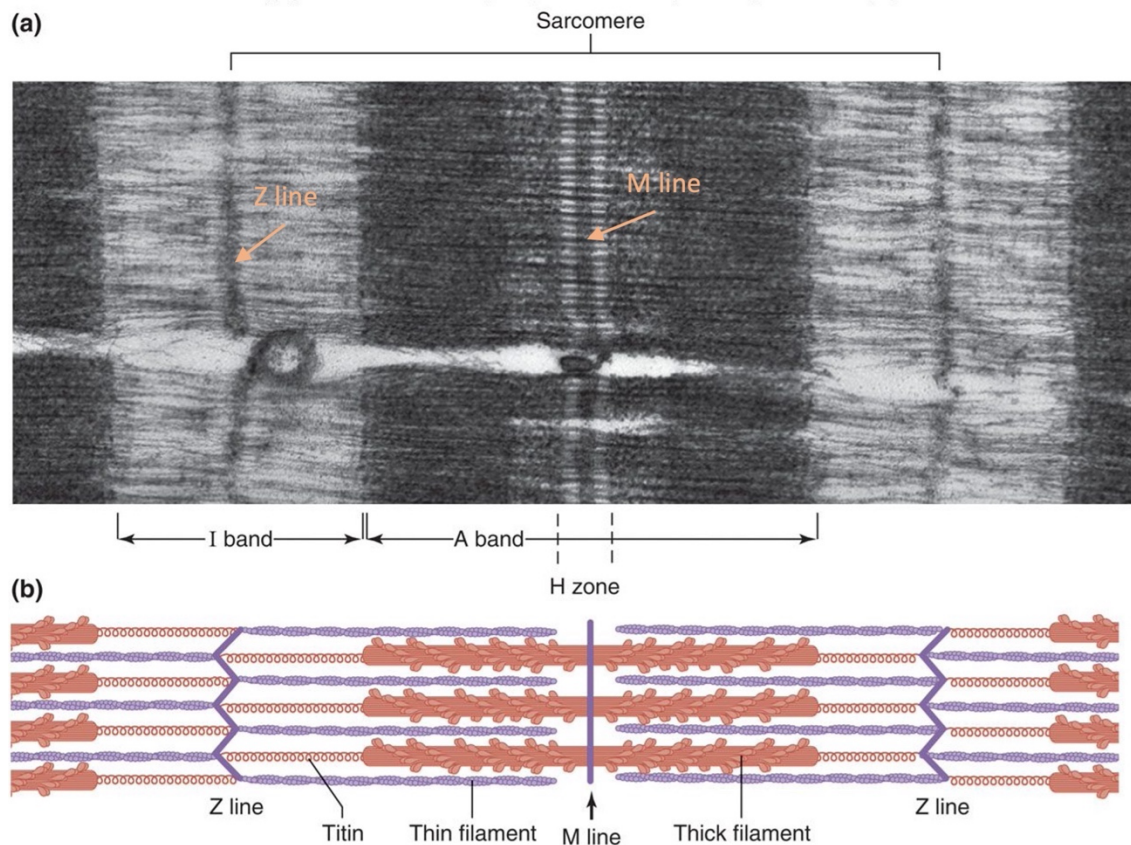 (a)
Sarcomere
Z line
M line
I band
A band
H zone
(b)
Z line
Titin
Thin filament
M line
Thick filament
Z line